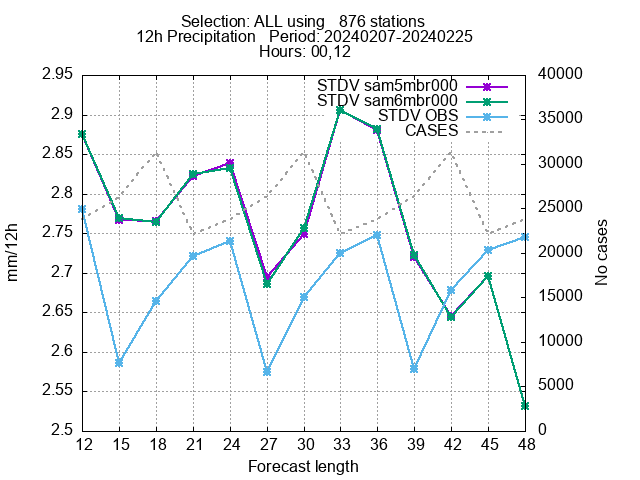 Selection: ALL using   876 stations
12h Precipitation   Period: 20240207-20240225
Hours: 00,12
STDV sam5mbr000
STDV sam6mbr000
STDV OBS
CASES
2.95
2.9
2.85
2.8
2.75
2.7
2.65
2.6
2.55
2.5
mm/12h
40000
35000
30000
25000
20000
15000
10000
5000
0
No cases
12 15 18 21 24 27 30 33 36 39 42 45 48
Forecast length